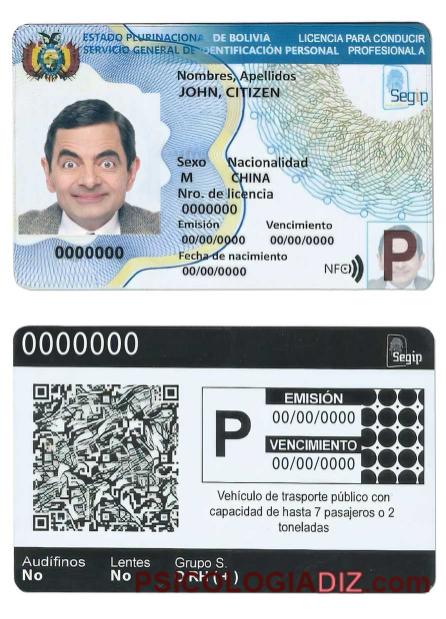 ESTADO PLURINACIONAL DE BOLIVIA LICENCIA PARA CONDUCIR
SERVICIO GENERAL DE IDENTIFICACIÓN PERSONAL PROFESIONAL A
Segip
Nombres, Apellidos
JOHN, CITIZEN
Sexo Nacionalidad
M CHINA
Nro. de licencia
0000000
Emisión Vencimiento
00/00/0000 00/00/0000
Fecha de nacimiento
00/00/0000
0000000
NFC
P
0000000
Segip
P
EMISIÓN
00/00/0000
VENCIMIENTO
00/00/0000
Vehículo de trasporte público con
capacidad de hasta 7 pasajeros o 2
toneladas
Audífinos Lentes Grupo S.
No No O RH (+)
PSICOLOGIADIZ.com